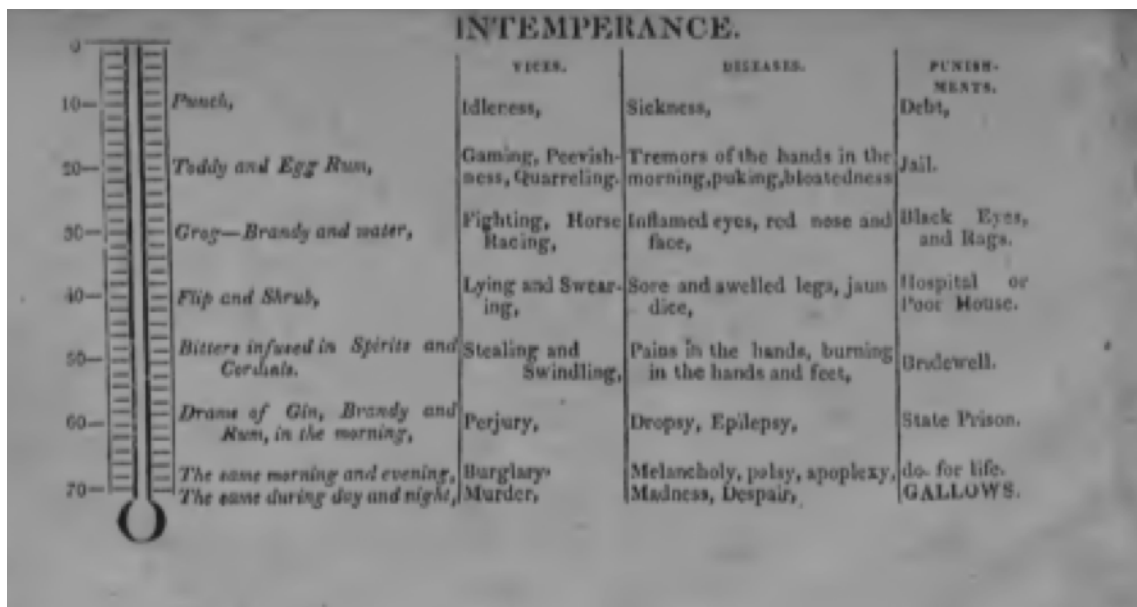 INTEMPERANCE.
VICES. DISEASES. PUNISH-
MENTS.
0
10— Punch, Idleness, Sickness, Debt,
20— Toddy and Egg Rum, Gaming, Peevish- Tremors of the hands in the Jail.
ness, Quarreling. morning, puking, bloatedness
30— Grog—Brandy and water, Fighting, Horse Inflamed eyes, red nose and Black Eyes,
Racing, face, and Rags.
40— Flip and Shrub, Lying and Swear- Sore and swelled legs, jaun Hospital or
ing, dice, Poor House.
50— Bitters infused in Spirits and Stealing and Pains in the hands, burning Bridewell.
Cordials. Swindling, in the hands and feet,
60— Drams of Gin, Brandy and Perjury, Dropsy, Epilepsy, State Prison.
Rum, in the morning,
70— The same morning and evening, Burglary. Melancholy, palsy, apoplexy, do. for life.
The same during day and night, Murder, Madness, Despair, GALLOWS.